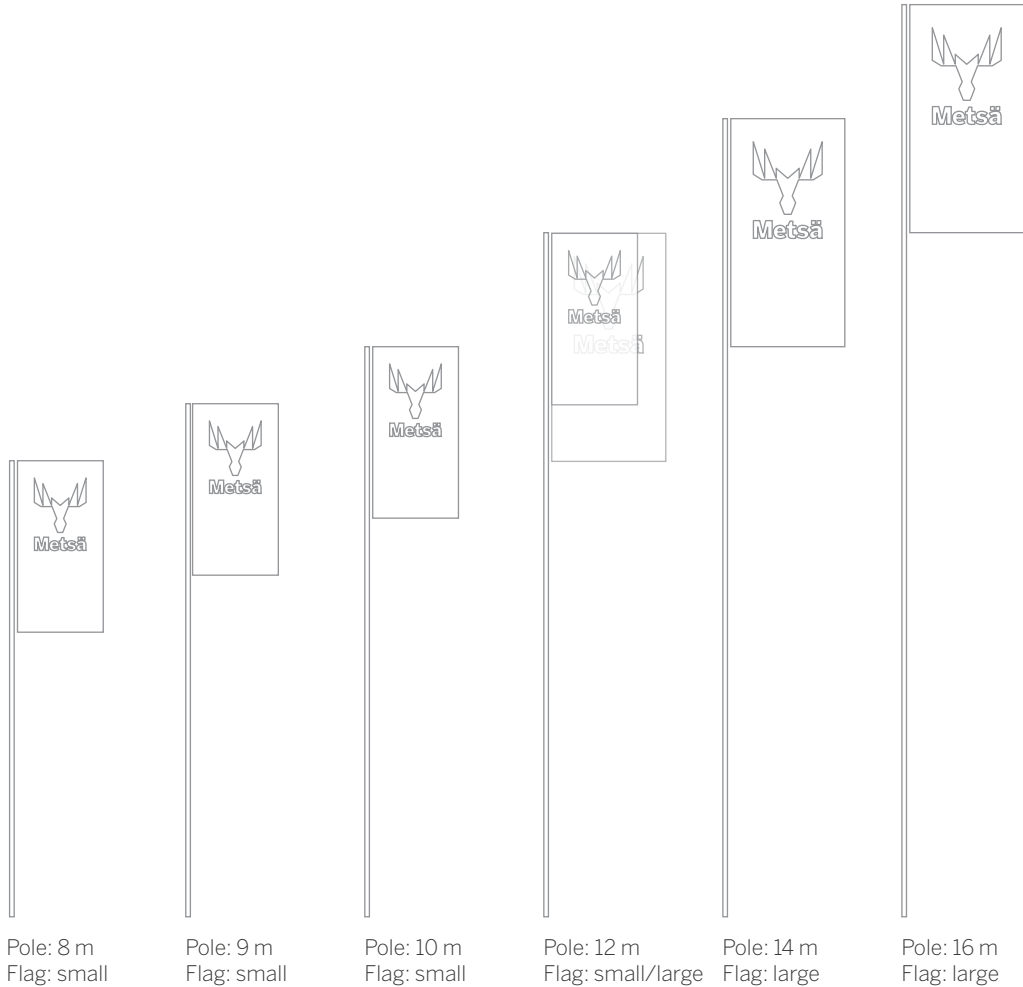 Metsä
Metsä
Metsä
Metsä
Metsä
Metsä
Metsä
Pole: 8 m
Flag: small
Pole: 9 m
Flag: small
Pole: 10 m
Flag: small
Pole: 12 m
Flag: small/large
Pole: 14 m
Flag: large
Pole: 16 m
Flag: large